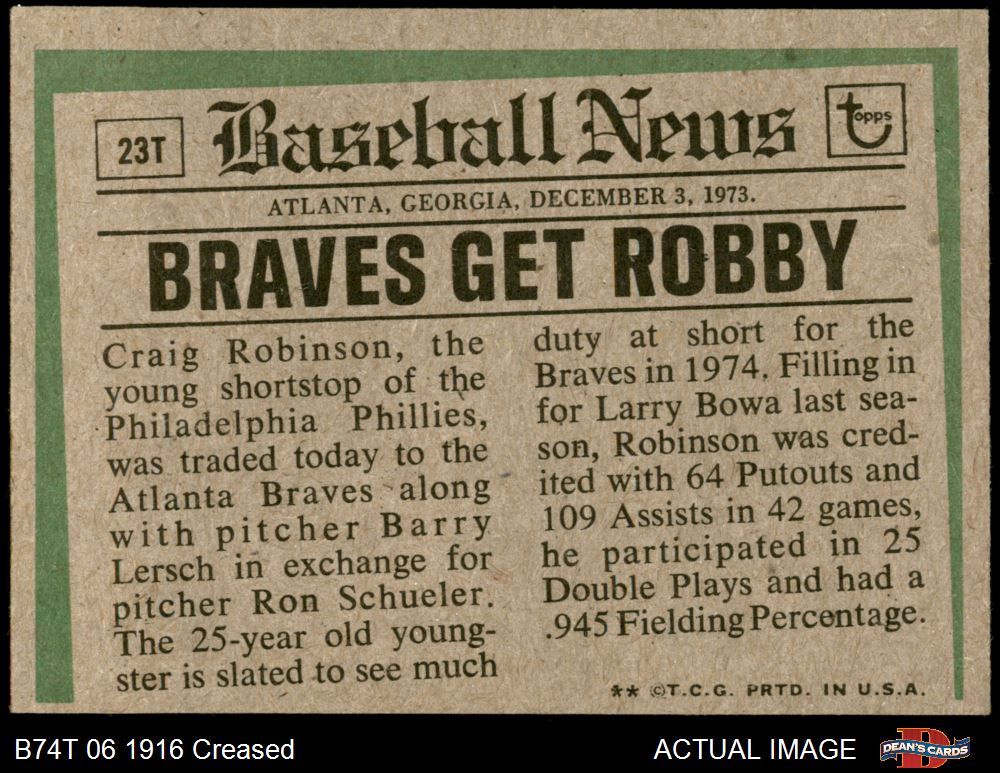 23T
Baseball News
topps
ATLANTA, GEORGIA, DECEMBER 3, 1973.
BRAVES GET ROBBY
Craig Robinson, the
young shortstop of the
Philadelphia Phillies,
was traded today to the
Atlanta Braves along
with pitcher Barry
Lersch in exchange for
pitcher Ron Schueler.
The 25-year old young-
ster is slated to see much
duty at short for the
Braves in 1974. Filling in
for Larry Bowa last sea-
son, Robinson was cred-
ited with 64 Putouts and
109 Assists in 42 games,
he participated in 25
Double Plays and had a
.945 Fielding Percentage.
** ©T.C.G. PRTD. IN U.S.A.
B74T 06 1916 Creased
ACTUAL IMAGE
D
DEAN'S CARDS